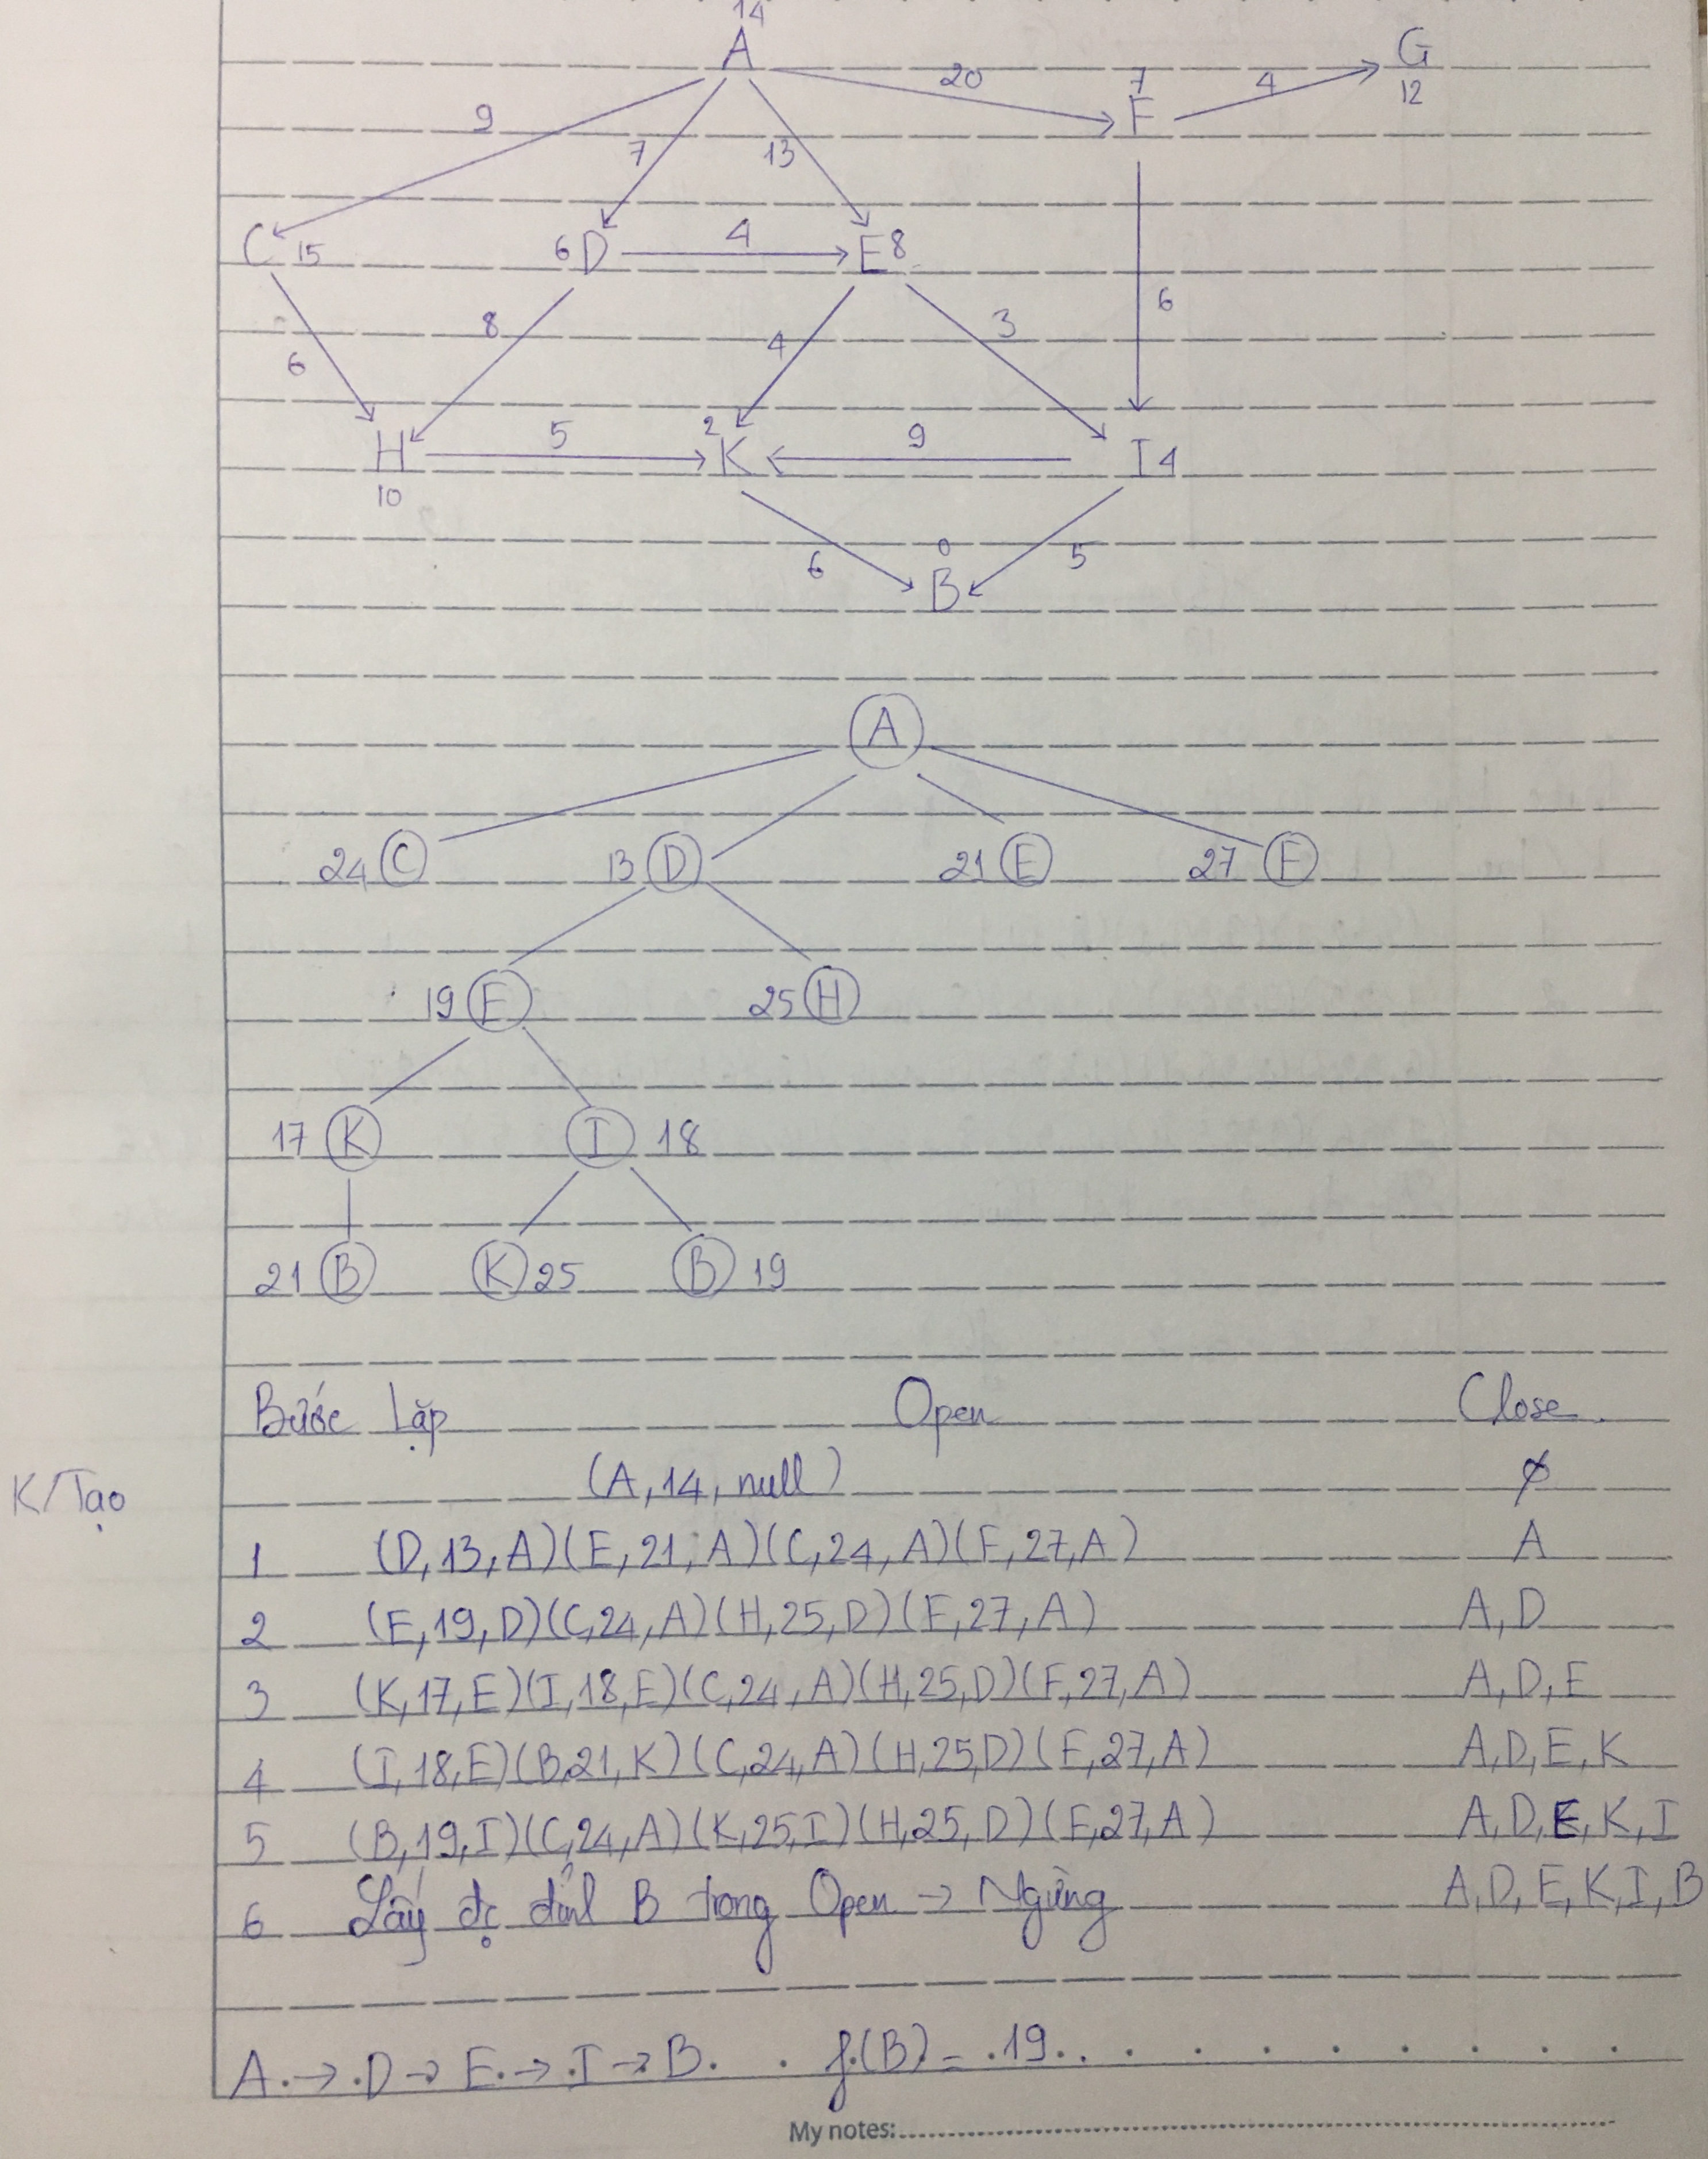 14
A
20
7
F
4
G
12
9
7
13
C 15
6 D
4
E 8
6
8
4
3
6
H
10
5
2
K
9
I 4
6
0
B
5
A
24 C
13 D
21 E
27 F
19 E
25 H
17 K
I 18
21 B
K 25
B 19
Bước Lặp Open Close
K/Tạo (A,14,null) ∅
1 (D,13,A)(E,21,A)(C,24,A)(F,27,A) A
2 (E,19,D)(C,24,A)(H,25,D)(F,27,A) A,D
3 (K,17,E)(I,18,E)(C,24,A)(H,25,D)(F,27,A) A,D,E
4 (I,18,E)(B,21,K)(C,24,A)(H,25,D)(F,27,A) A,D,E,K
5 (B,19,I)(C,24,A)(K,25,I)(H,25,D)(F,27,A) A,D,E,K,I
6 Lấy đc đỉnh B trong Open → Ngừng A,D,E,K,I,B
A → D → E → I → B. f(B) = 19
My notes: